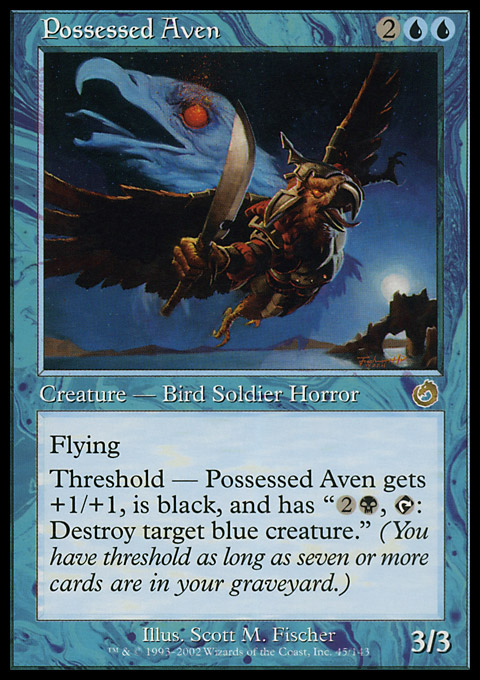 Possessed Aven 2
Creature — Bird Soldier Horror
Flying
Threshold — Possessed Aven gets
+1/+1, is black, and has “2 , :
Destroy target blue creature.” (You
have threshold as long as seven or more
cards are in your graveyard.)
Illus. Scott M. Fischer
™ & © 1993-2002 Wizards of the Coast, Inc. 45/143
3/3